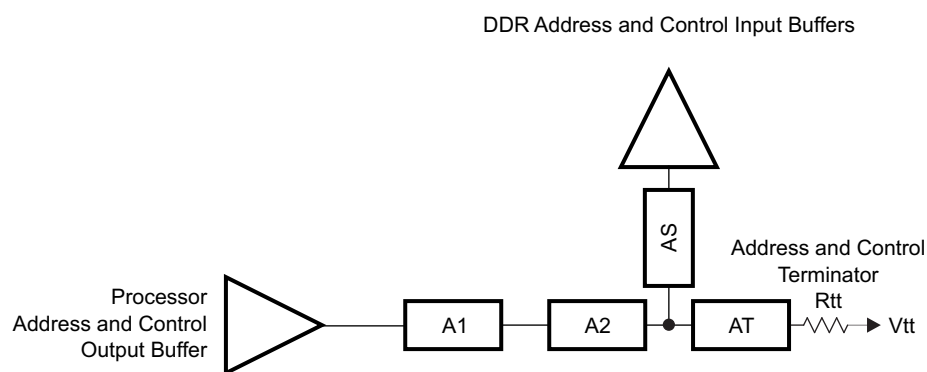 DDR Address and Control Input Buffers
AS
Address and Control
Terminator
Rtt
Processor
Address and Control
Output Buffer
A1
A2
AT
Vtt